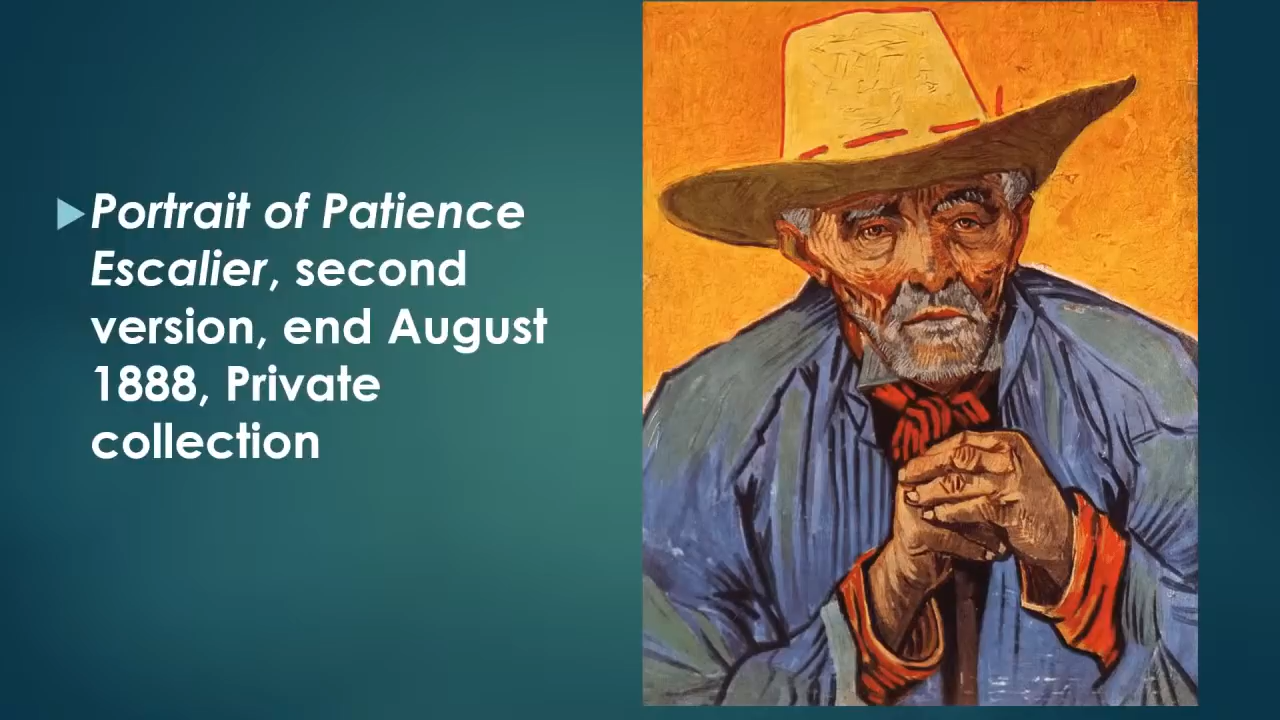 Portrait of Patience
Escalier, second
version, end August
1888, Private
collection